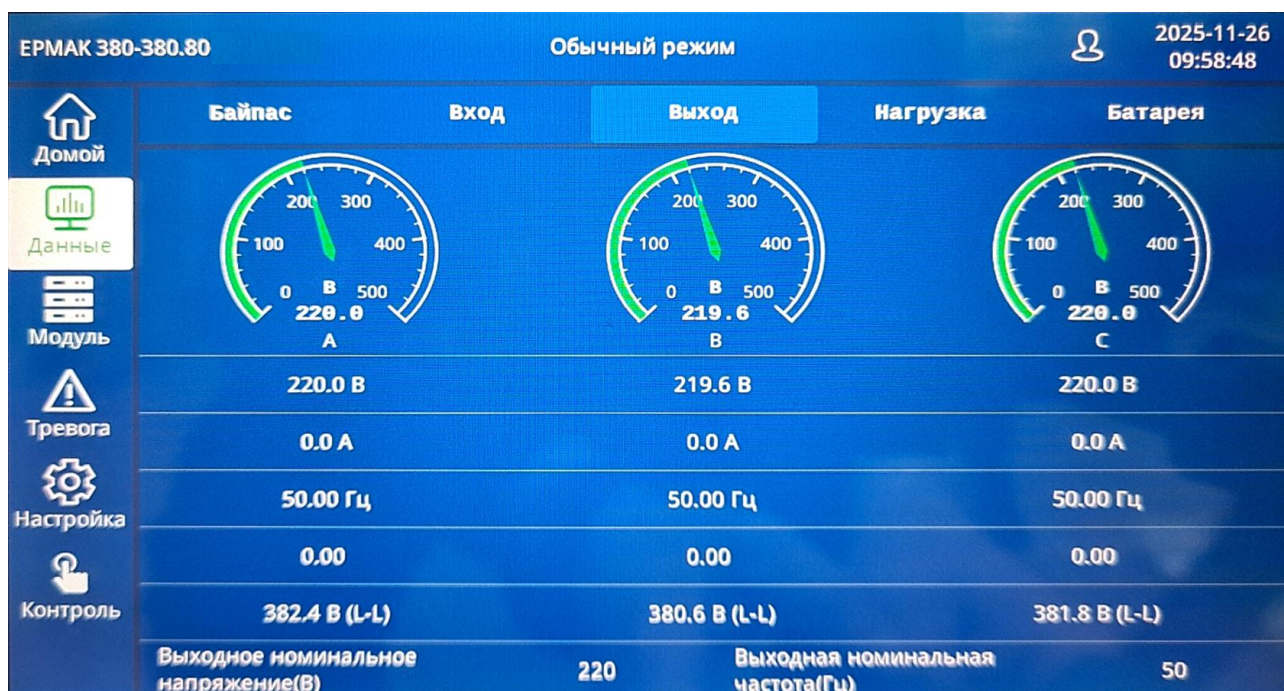 ЕРМАК 380-380.80
Обычный режим
2025-11-26
09:58:48
Домой
Данные
Модуль
Тревога
Настройка
Контроль
Байпас Вход Выход Нагрузка Батарея
200 300 200 300 200 300
100 400 100 400 100 400
0 В 500 0 В 500 0 В 500
220.0 219.6 220.0
A B C
220.0 В 219.6 В 220.0 В
0.0 А 0.0 А 0.0 А
50.00 Гц 50.00 Гц 50.00 Гц
0.00 0.00 0.00
382.4 В (L-L) 380.6 В (L-L) 381.8 В (L-L)
Выходное номинальное
напряжение(В)
220
Выходная номинальная
частота(Гц)
50